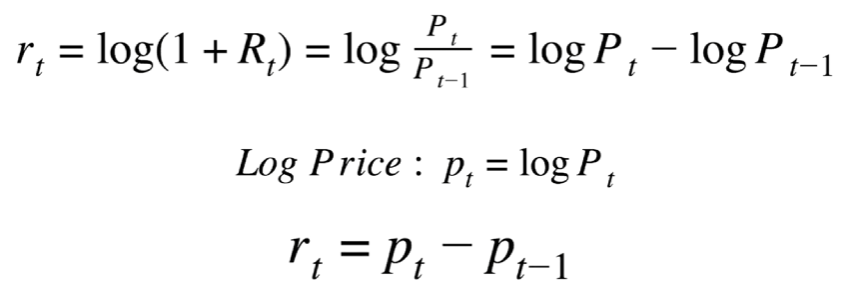 r_t = log(1 + R_t) = log P_t / P_{t−1} = log P_t − log P_{t−1}
Log Price : p_t = log P_t
r_t = p_t − p_{t−1}